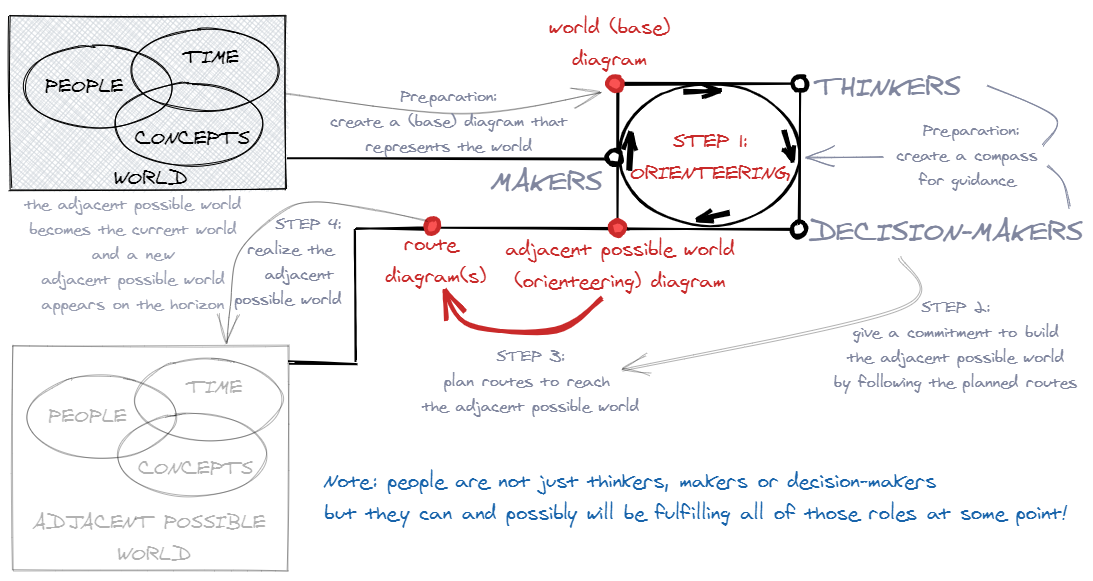 PEOPLE
TIME
CONCEPTS
WORLD
the adjacent possible world
becomes the current world
and a new
adjacent possible world
appears on the horizon
Preparation:
create a (base) diagram that
represents the world
world (base)
diagram
THINKERS
STEP 1:
ORIENTEERING
MAKERS
Preparation:
create a compass
for guidance
DECISION-MAKERS
STEP 4:
realize the
adjacent
possible world
route
diagram(s)
adjacent possible world
(orienteering) diagram
STEP 2:
give a commitment to build
the adjacent possible world
by following the planned routes
STEP 3:
plan routes to reach
the adjacent possible world
PEOPLE
TIME
CONCEPTS
ADJACENT POSSIBLE
WORLD
Note: people are not just thinkers, makers or decision-makers
but they can and possibly will be fulfilling all of those roles at some point!